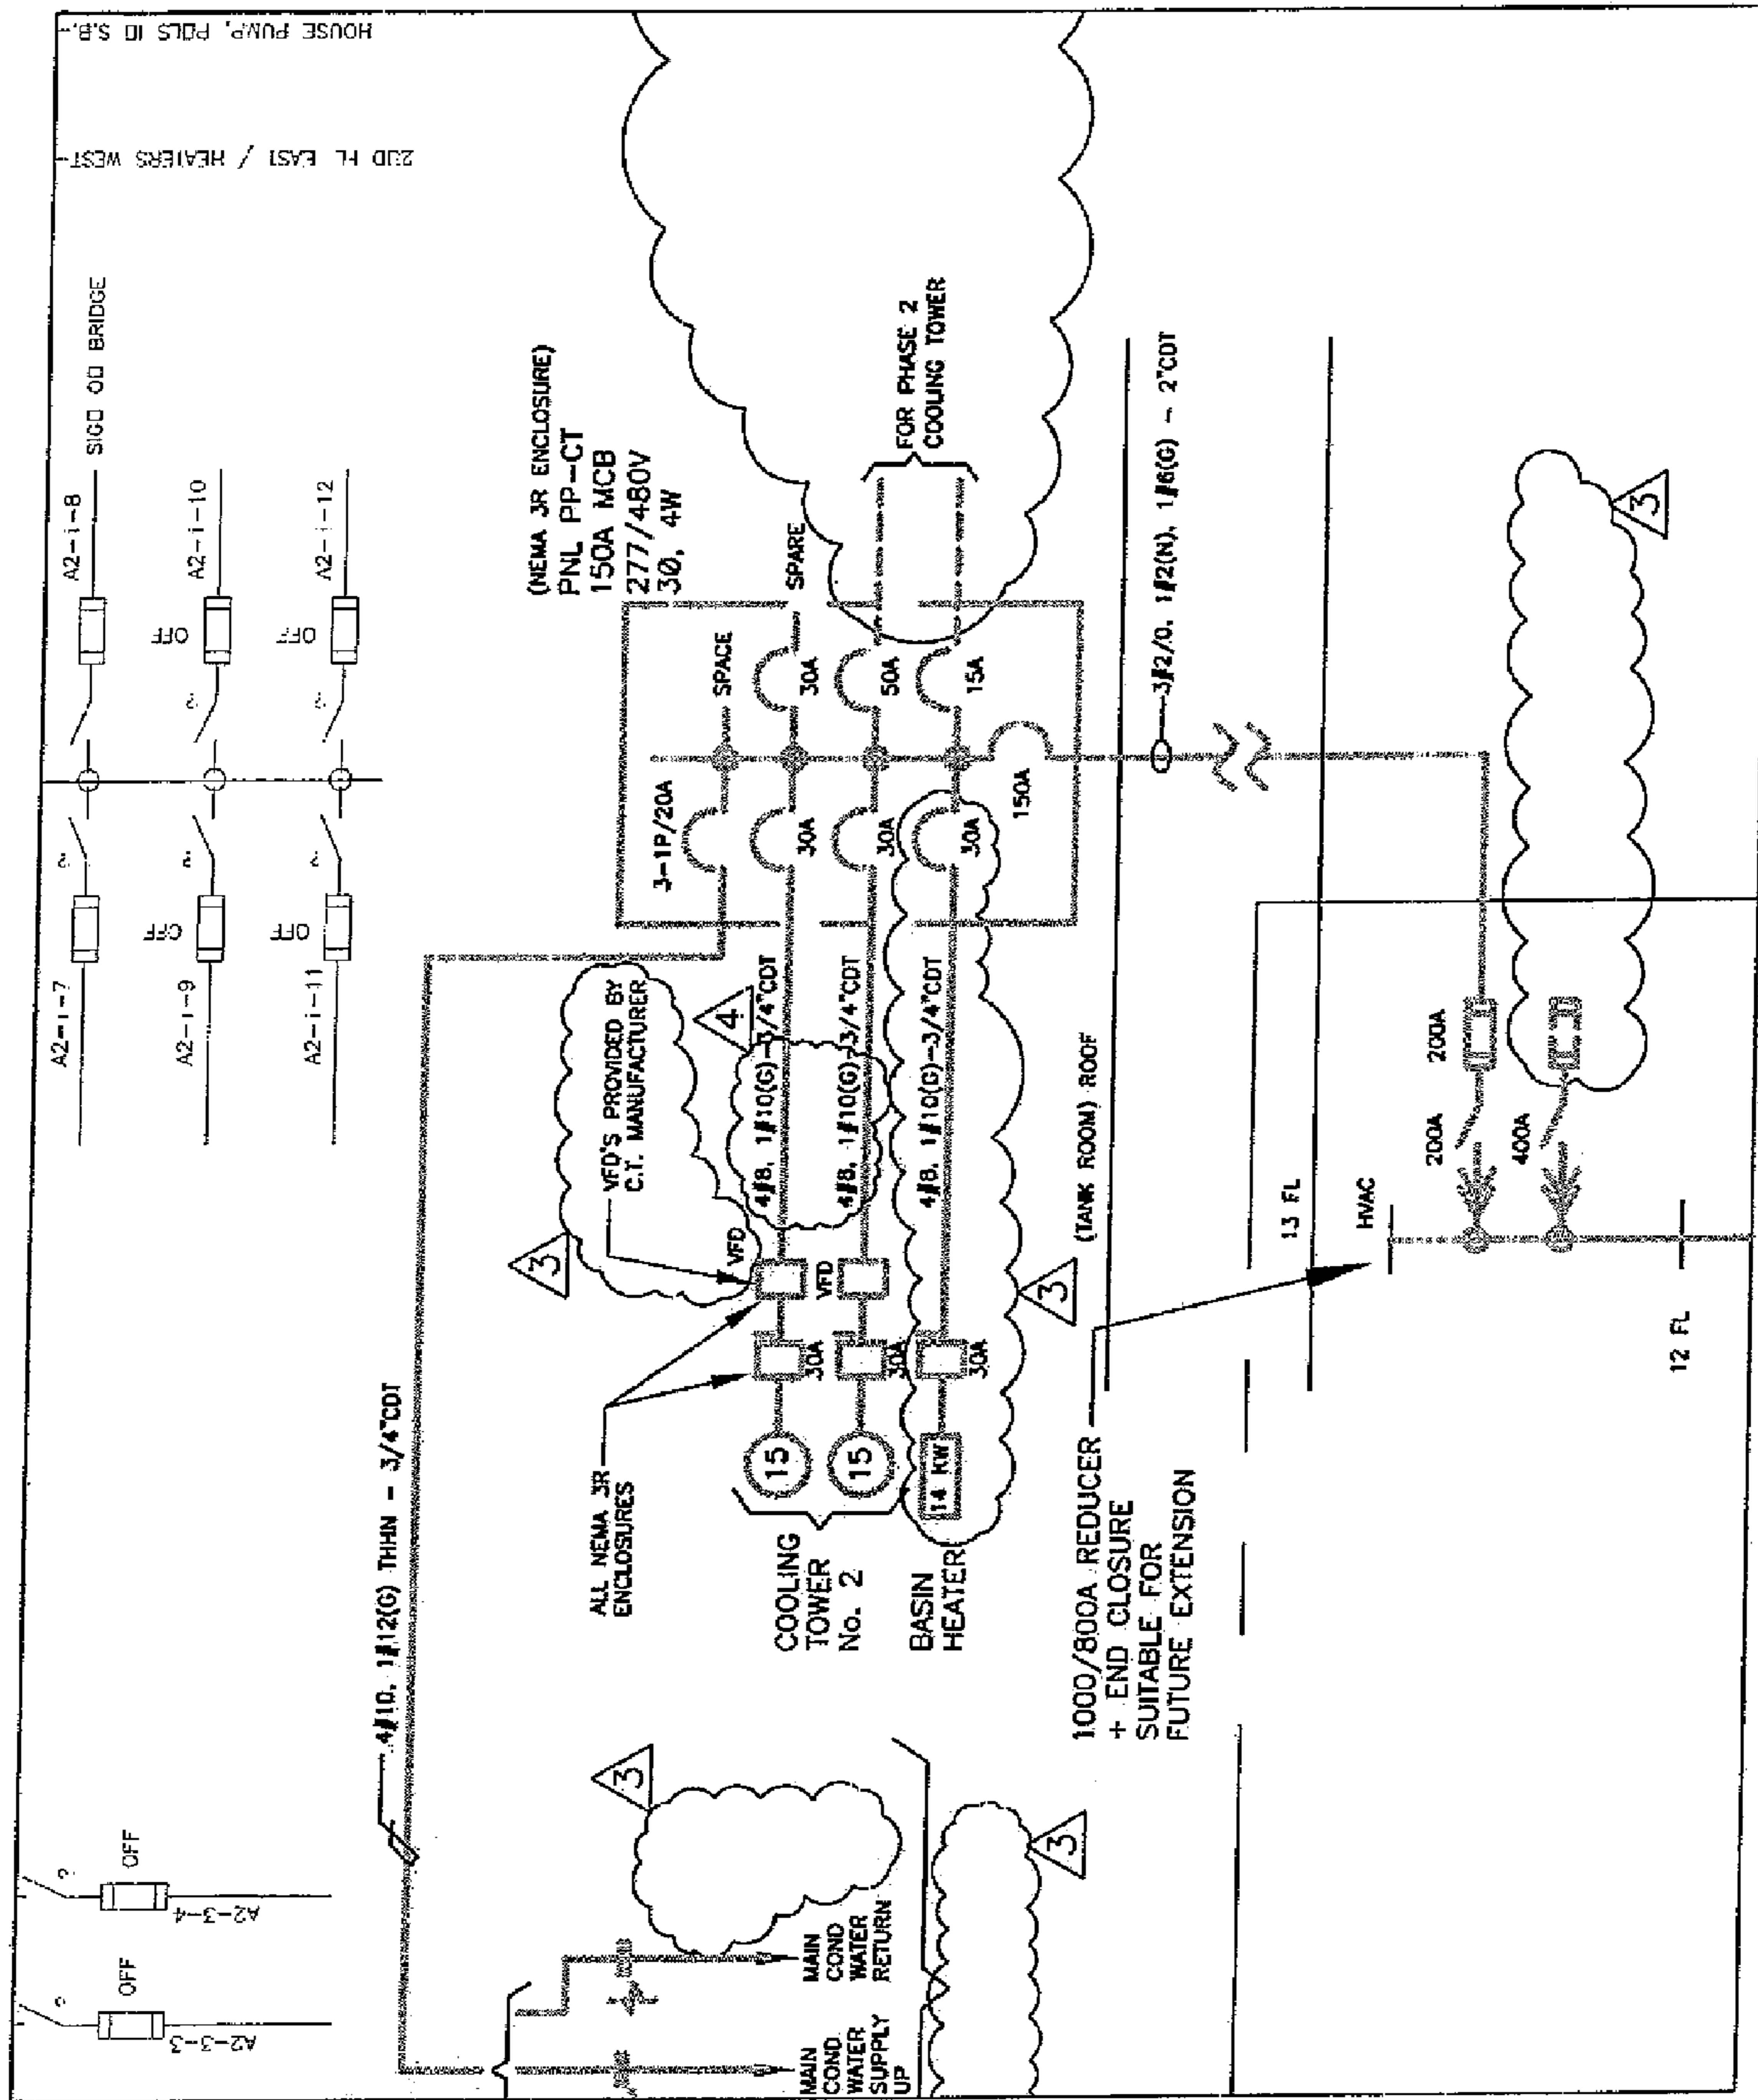 HOUSE PUMP, POLS ID S.B.
2ND FL EAST / HEATERS WEST
A2-i-7
A2-i-8
SIGD OD BRIDGE
A2-i-9
OFF
OFF
A2-i-10
A2-i-11
OFF
OFF
A2-i-12
A2-3-3
OFF
?
A2-3-4
OFF
?
4#10, 1#12(G) THHN - 3/4"CDT
(NEMA 3R ENCLOSURE)
PNL PP-CT
150A MCB
277/480V
3Ø, 4W
3-1P/20A
SPACE
30A
30A
SPARE
30A
50A
30A
15A
150A
FOR PHASE 2
COOLING TOWER
3
VFD'S PROVIDED BY
C.T. MANUFACTURER
4
ALL NEMA 3R
ENCLOSURES
COOLING
TOWER
No. 2
15
30A
VFD
4#8, 1#10(G)-3/4"CDT
15
30A
VFD
4#8, 1#10(G)-3/4"CDT
BASIN
HEATER
14 KW
30A
4#8, 1#10(G)-3/4"CDT
3
3
MAIN
COND
WATER
SUPPLY
UP
MAIN
COND
WATER
RETURN
3
1000/800A REDUCER
+ END CLOSURE
SUITABLE FOR
FUTURE EXTENSION
(TANK ROOM) ROOF
3#2/0, 1#2(N), 1#6(G) - 2"CDT
13 FL
HVAC
200A
200A
400A
3
12 FL